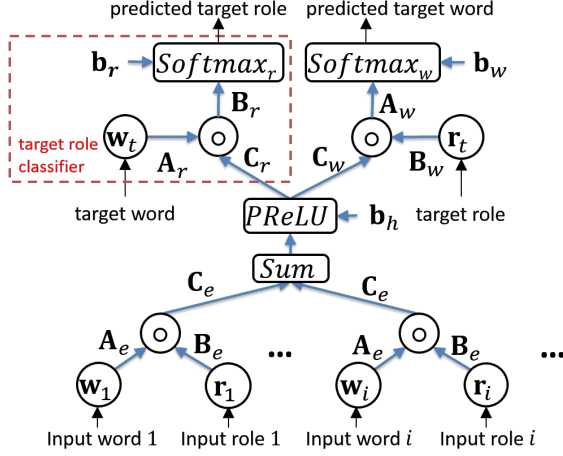 predicted target role predicted target word
b_r Softmax_r Softmax_w b_w
B_r A_w
w_t r_t
target role
classifier
A_r C_r C_w B_w
target word PReLU b_h target role
Sum
C_e C_e
A_e B_e ... A_e B_e ...
w_1 r_1 w_i r_i
Input word 1 Input role 1 Input word i Input role i